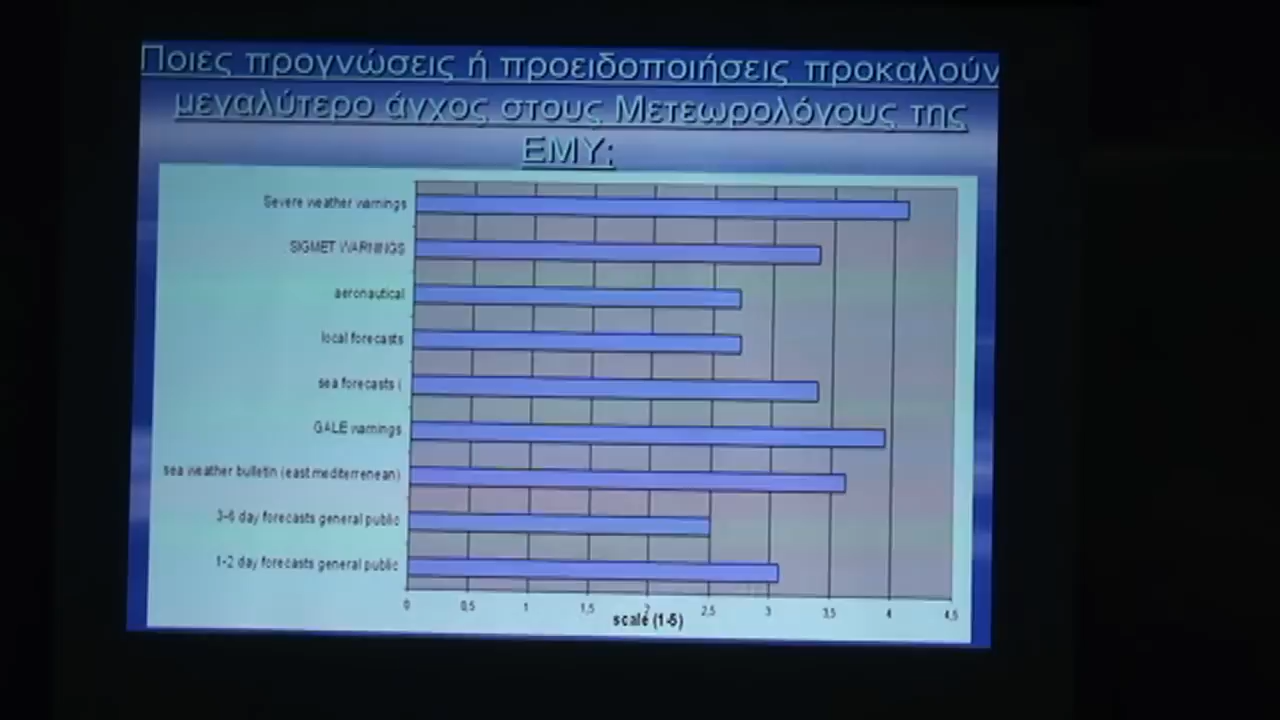 Ποιες προγνώσεις ή προειδοποιήσεις προκαλούν
μεγαλύτερο άγχος στους Μετεωρολόγους της
ΕΜΥ;
Severe weather warnings
SIGMET WARNINGS
aeronautical
local forecasts
sea forecasts (
GALE warnings
sea weather bulletin (east mediterrenean)
3-6 day forecasts general public
1-2 day forecasts general public
0 0,5 1 1,5 2 2,5 3 3,5 4 4,5
scale (1-5)